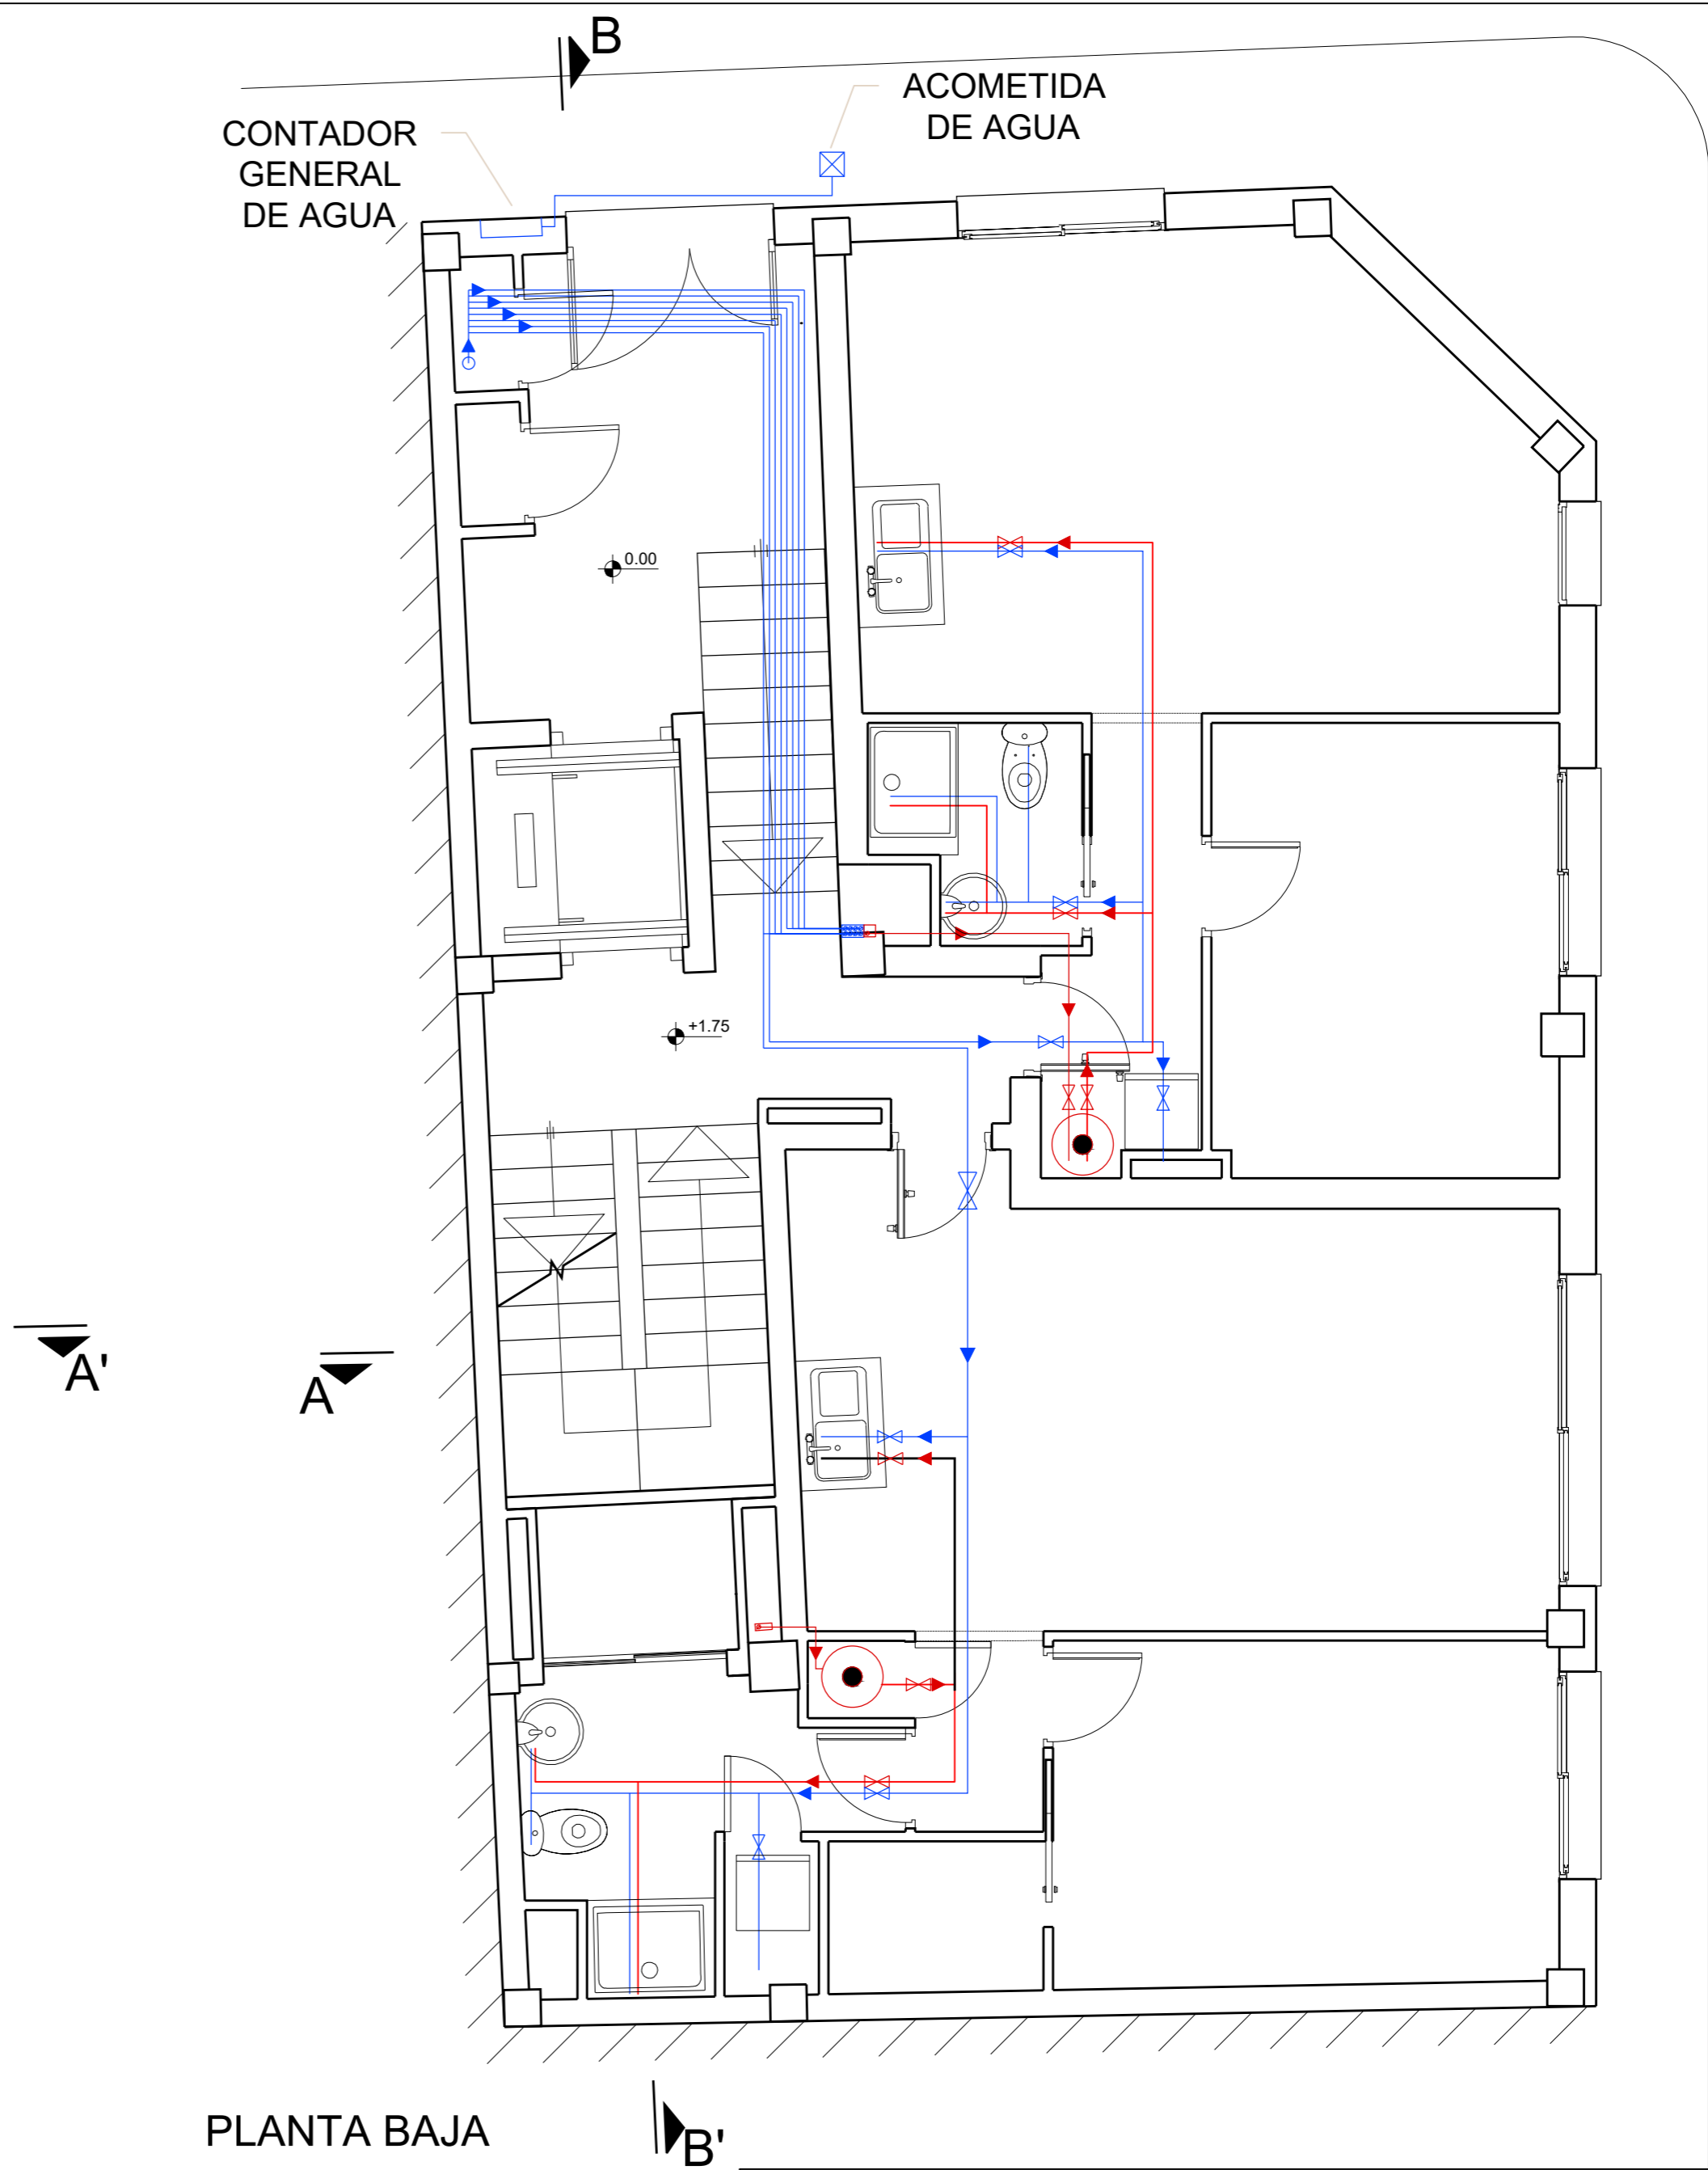 B
ACOMETIDA
DE AGUA
CONTADOR
GENERAL
DE AGUA
0.00
+1.75
A'
A
PLANTA BAJA
B'